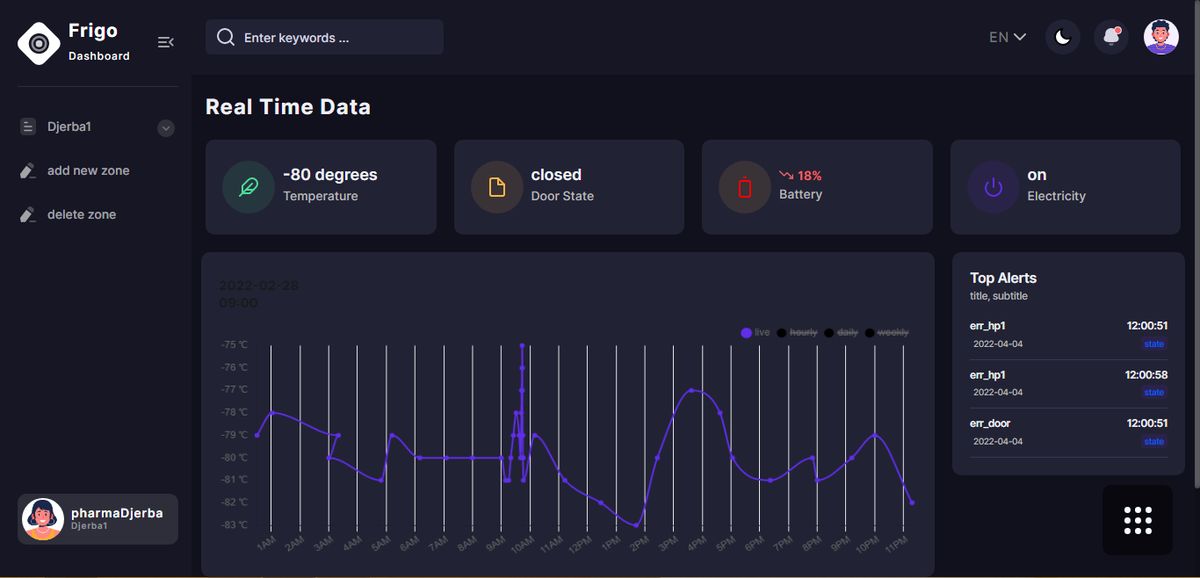 Frigo
Dashboard
Enter keywords ...
EN
Djerba1
add new zone
delete zone
pharmaDjerba
Djerba1
Real Time Data
-80 degrees
Temperature
closed
Door State
18%
Battery
on
Electricity
2022-02-28
09:00
live hourly daily weekly
-75 °C
-76 °C
-77 °C
-78 °C
-79 °C
-80 °C
-81 °C
-82 °C
-83 °C
1AM 2AM 3AM 4AM 5AM 6AM 7AM 8AM 9AM 10AM 11AM 12PM 1PM 2PM 3PM 4PM 5PM 6PM 7PM 8PM 9PM 10PM 11PM
Top Alerts
title, subtitle
err_hp1 12:00:51
2022-04-04 state
err_hp1 12:00:58
2022-04-04 state
err_door 12:00:51
2022-04-04 state